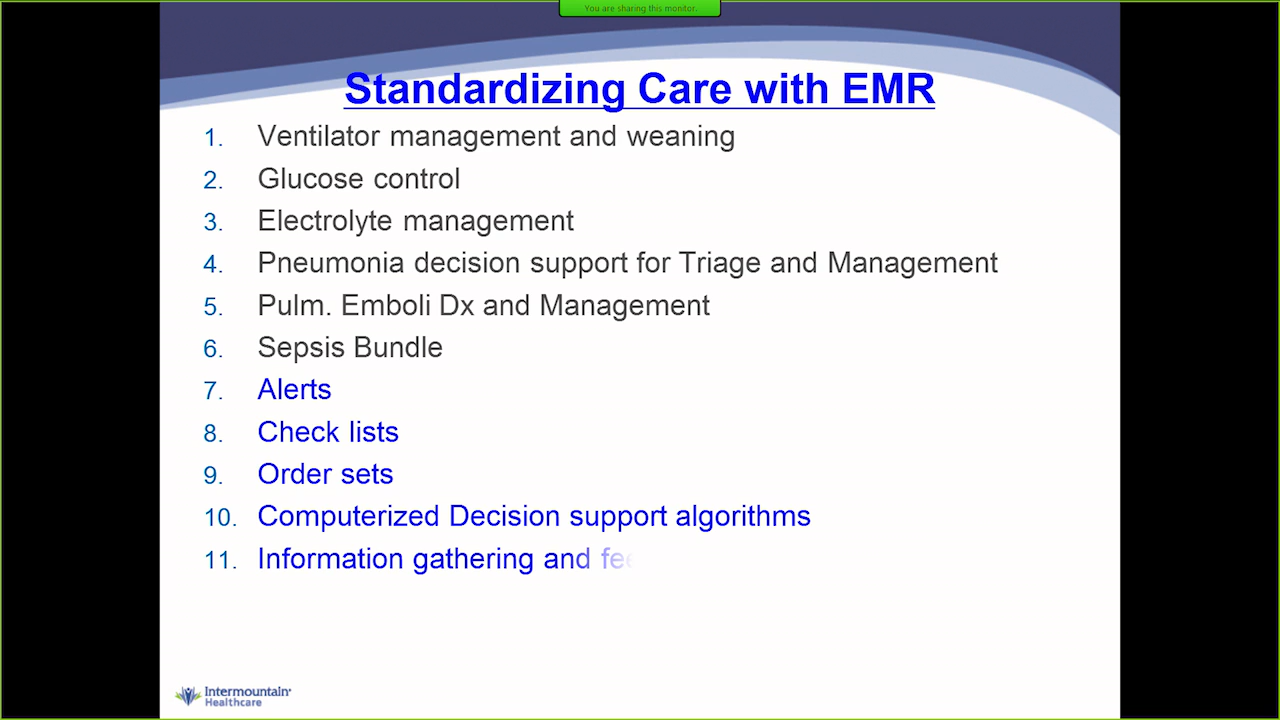 You are sharing this monitor.
Standardizing Care with EMR
1. Ventilator management and weaning
2. Glucose control
3. Electrolyte management
4. Pneumonia decision support for Triage and Management
5. Pulm. Emboli Dx and Management
6. Sepsis Bundle
7. Alerts
8. Check lists
9. Order sets
10. Computerized Decision support algorithms
11. Information gathering and
Intermountain
Healthcare